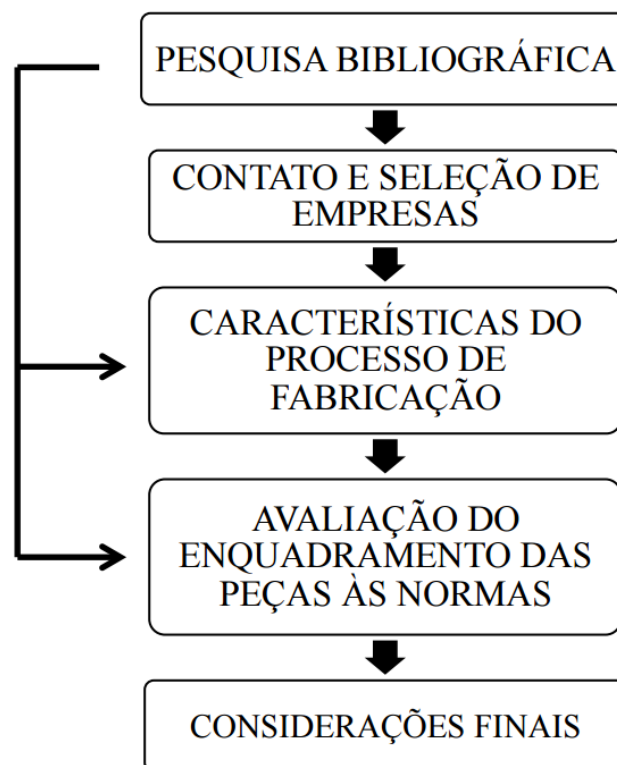 PESQUISA BIBLIOGRÁFICA
CONTATO E SELEÇÃO DE
EMPRESAS
CARACTERÍSTICAS DO
PROCESSO DE
FABRICAÇÃO
AVALIAÇÃO DO
ENQUADRAMENTO DAS
PEÇAS ÀS NORMAS
CONSIDERAÇÕES FINAIS